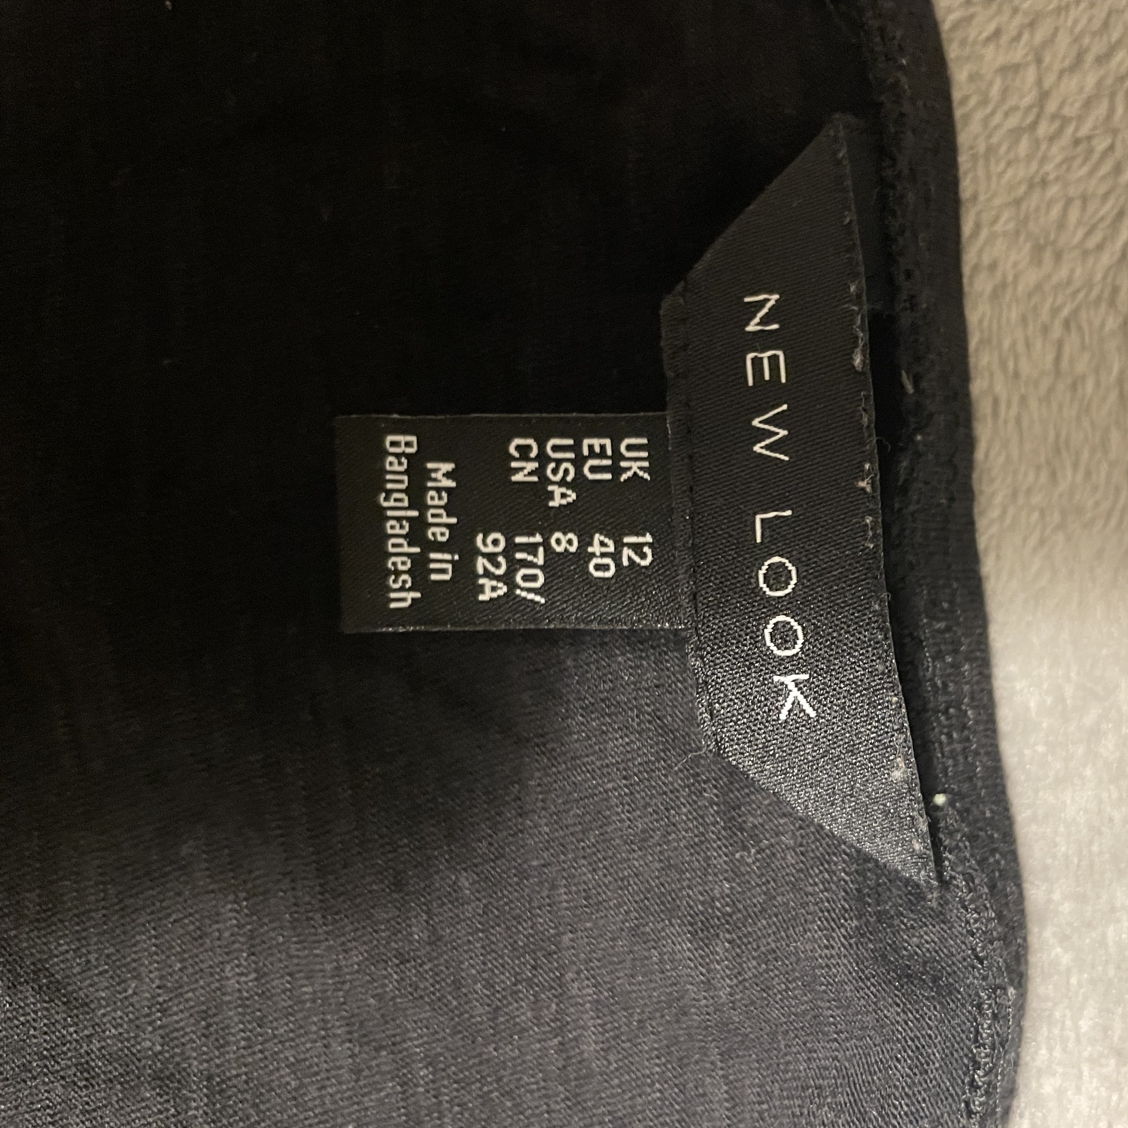 NEW LOOK
UK 12
EU 40
USA 8
CN 170/
92A
Made in
Bangladesh